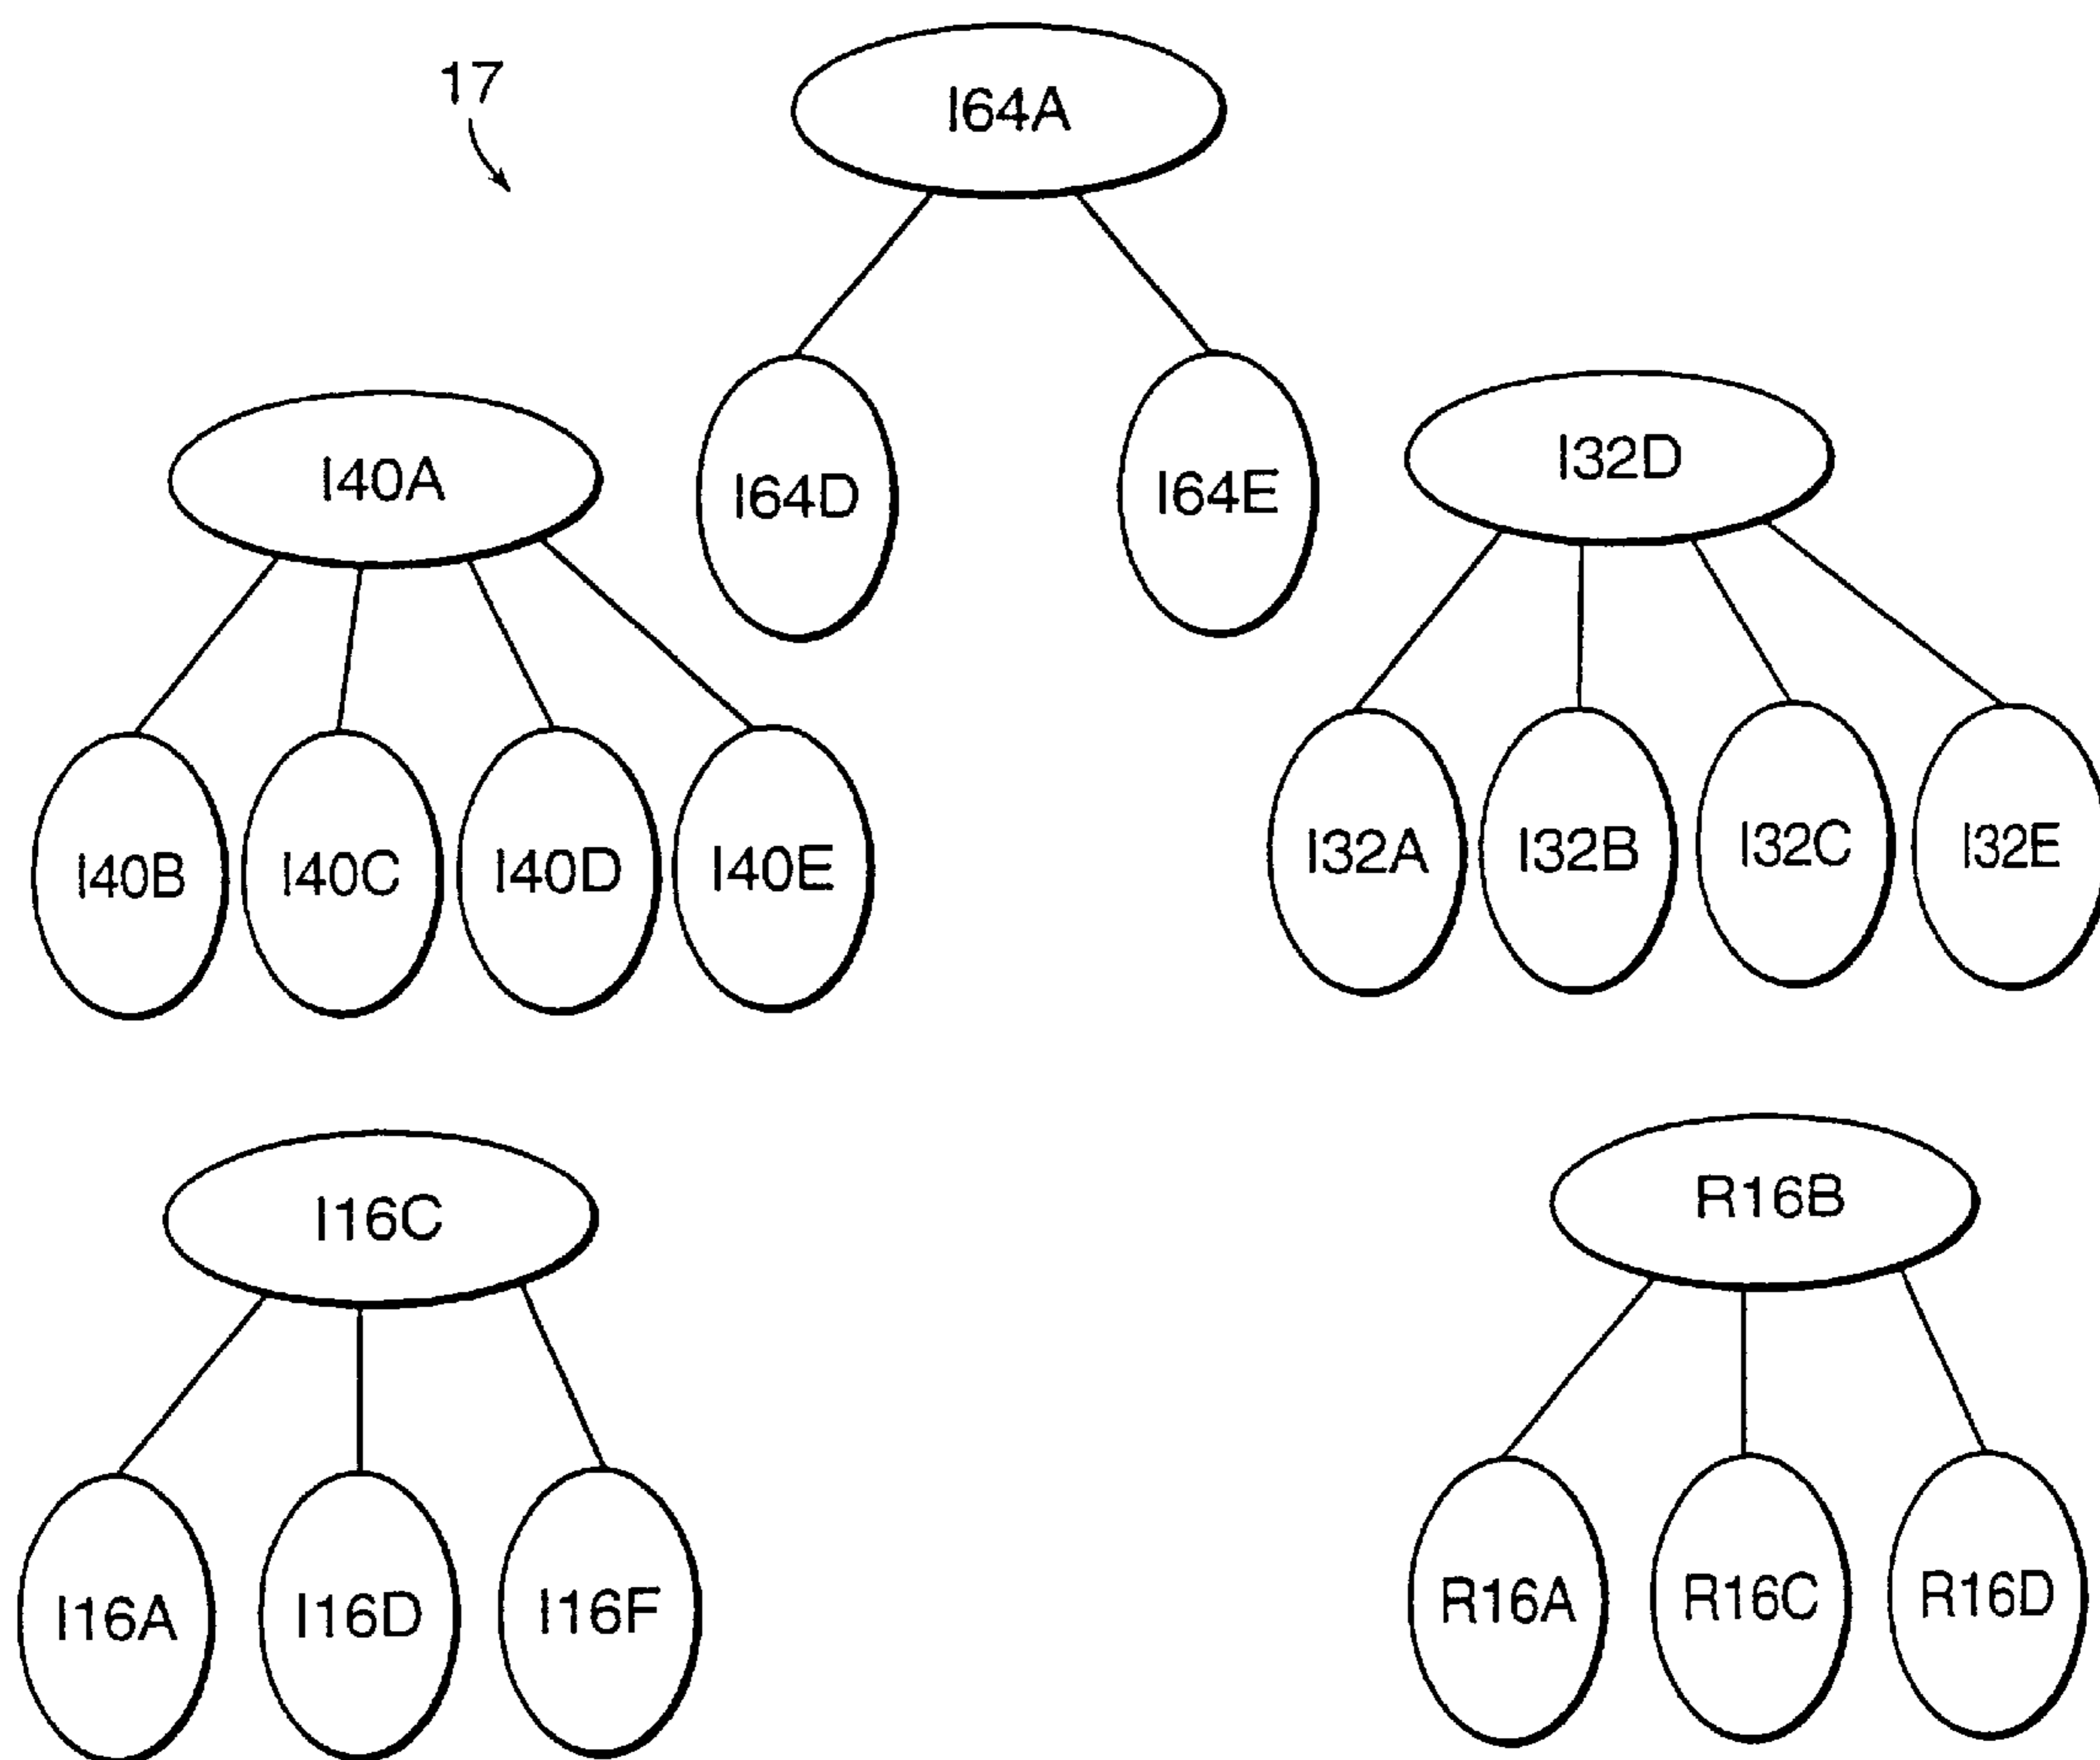 17
I64A
I40A
I64D
I64E
I32D
I40B
I40C
I40D
I40E
I32A
I32B
I32C
I32E
I16C
R16B
I16A
I16D
I16F
R16A
R16C
R16D